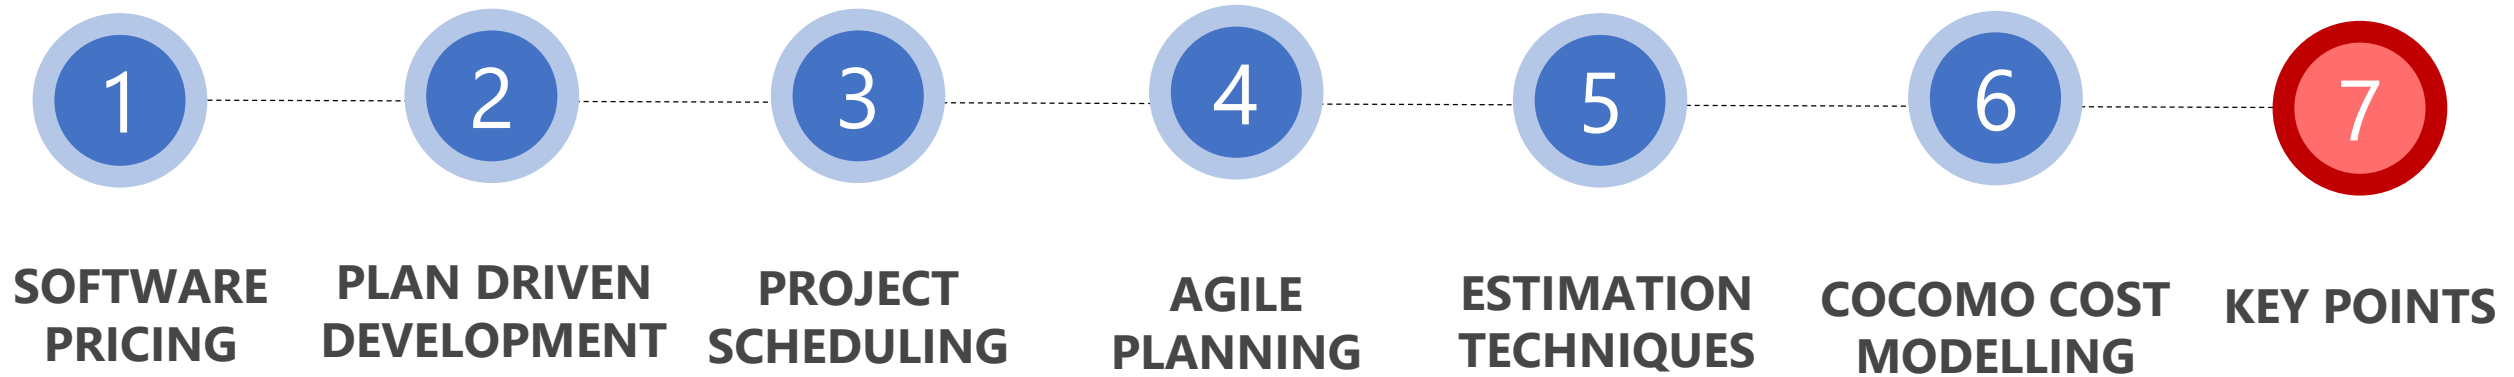 1
2
3
4
5
6
7
SOFTWARE
PRICING
PLAN DRIVEN
DEVELOPMENT
PROJECT
SCHEDULING
AGILE
PLANNING
ESTIMATION
TECHNIQUES
COCOMO COST
MODELLING
KEY POINTS